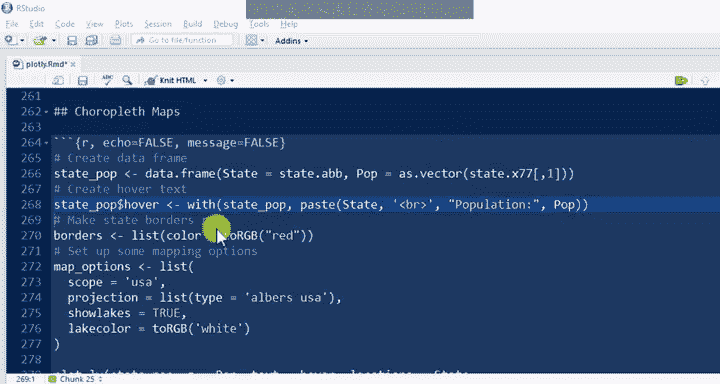 RStudio
File Edit Code View Plots Session Build Debug Tools Help
Go to file/function Addins
plotly.Rmd*
ABC Knit HTML
261
262 ## Choropleth Maps
263
264 ```{r, echo=FALSE, message=FALSE}
265 # Create data frame
266 state_pop <- data.frame(State = state.abb, Pop = as.vector(state.x77[,1]))
267 # Create hover text
268 state_pop$hover <- with(state_pop, paste(State, '<br>', "Population:", Pop))
269 # Make state borders
270 borders <- list(color toRGB("red"))
271 # Set up some mapping options
272 map_options <- list(
273 scope = 'usa',
274 projection = list(type = 'albers usa'),
275 showlakes = TRUE,
276 lakecolor = toRGB('white')
277 )
278
269:1 Chunk 25